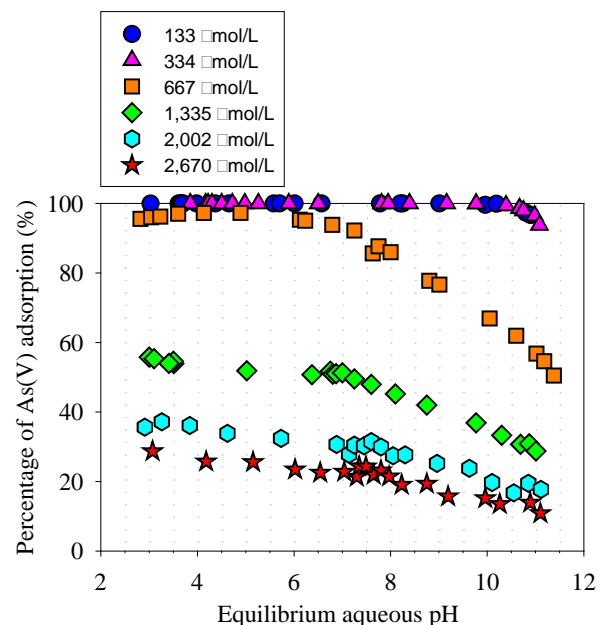 133 □mol/L
334 □mol/L
667 □mol/L
1,335 □mol/L
2,002 □mol/L
2,670 □mol/L
Percentage of As(V) adsorption (%)
100
80
60
40
20
0
2 4 6 8 10 12
Equilibrium aqueous pH